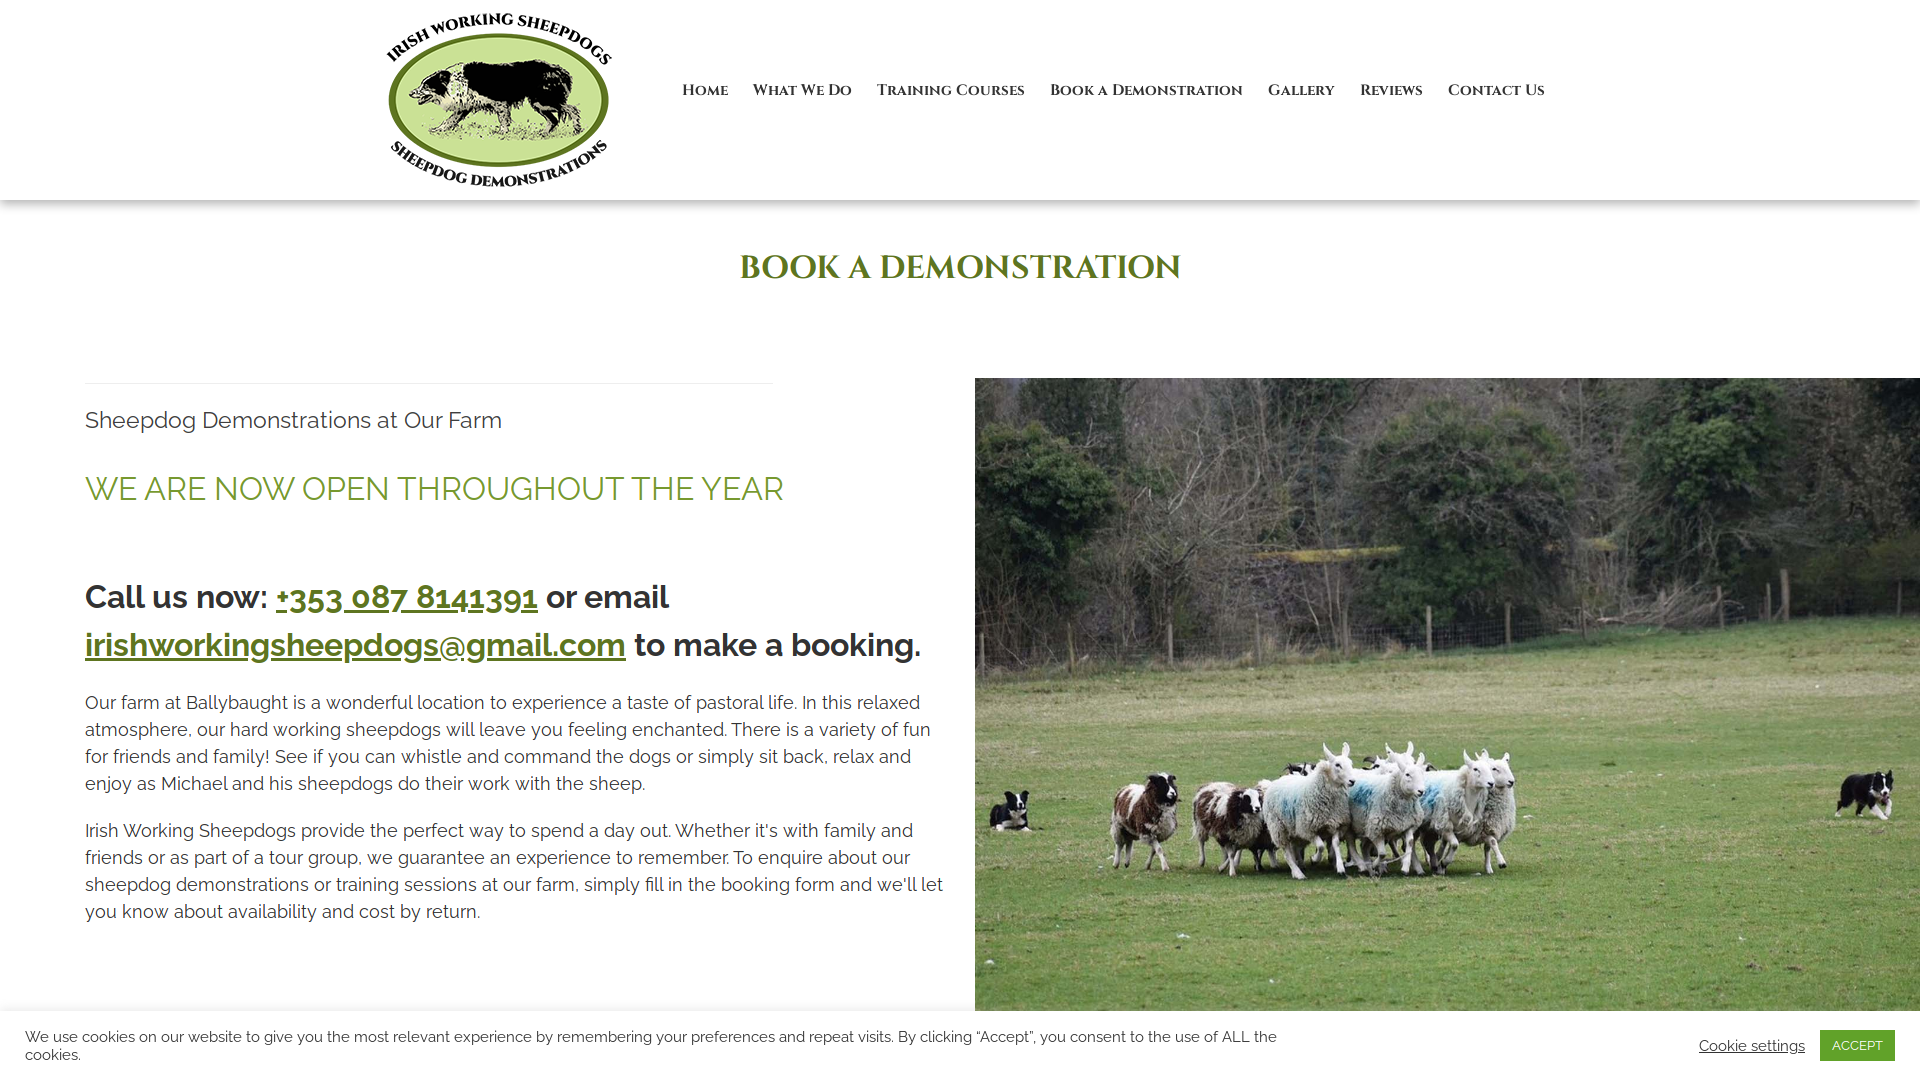 IRISH WORKING SHEEPDOGS
SHEEPDOG DEMONSTRATIONS
Home What We Do Training Courses Book a Demonstration Gallery Reviews Contact Us
BOOK A DEMONSTRATION
Sheepdog Demonstrations at Our Farm
WE ARE NOW OPEN THROUGHOUT THE YEAR
Call us now: +353 087 8141391 or email
irishworkingsheepdogs@gmail.com to make a booking.
Our farm at Ballybaught is a wonderful location to experience a taste of pastoral life. In this relaxed
atmosphere, our hard working sheepdogs will leave you feeling enchanted. There is a variety of fun
for friends and family! See if you can whistle and command the dogs or simply sit back, relax and
enjoy as Michael and his sheepdogs do their work with the sheep.
Irish Working Sheepdogs provide the perfect way to spend a day out. Whether it's with family and
friends or as part of a tour group, we guarantee an experience to remember. To enquire about our
sheepdog demonstrations or training sessions at our farm, simply fill in the booking form and we'll let
you know about availability and cost by return.
We use cookies on our website to give you the most relevant experience by remembering your preferences and repeat visits. By clicking “Accept”, you consent to the use of ALL the
cookies.
Cookie settings ACCEPT